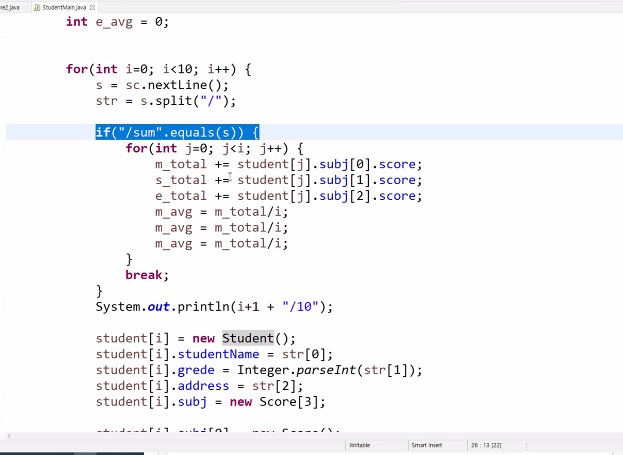 re2.java StudentMain.java
int e_avg = 0;
for(int i=0; i<10; i++) {
s = sc.nextLine();
str = s.split("/");
if("/sum".equals(s)) {
for(int j=0; j<i; j++) {
m_total += student[j].subj[0].score;
s_total += student[j].subj[1].score;
e_total += student[j].subj[2].score;
m_avg = m_total/i;
m_avg = m_total/i;
m_avg = m_total/i;
}
break;
}
System.out.println(i+1 + "/10");
student[i] = new Student();
student[i].studentName = str[0];
student[i].grede = Integer.parseInt(str[1]);
student[i].address = str[2];
student[i].subj = new Score[3];
Writable Smart Insert 26 : 13 [22]